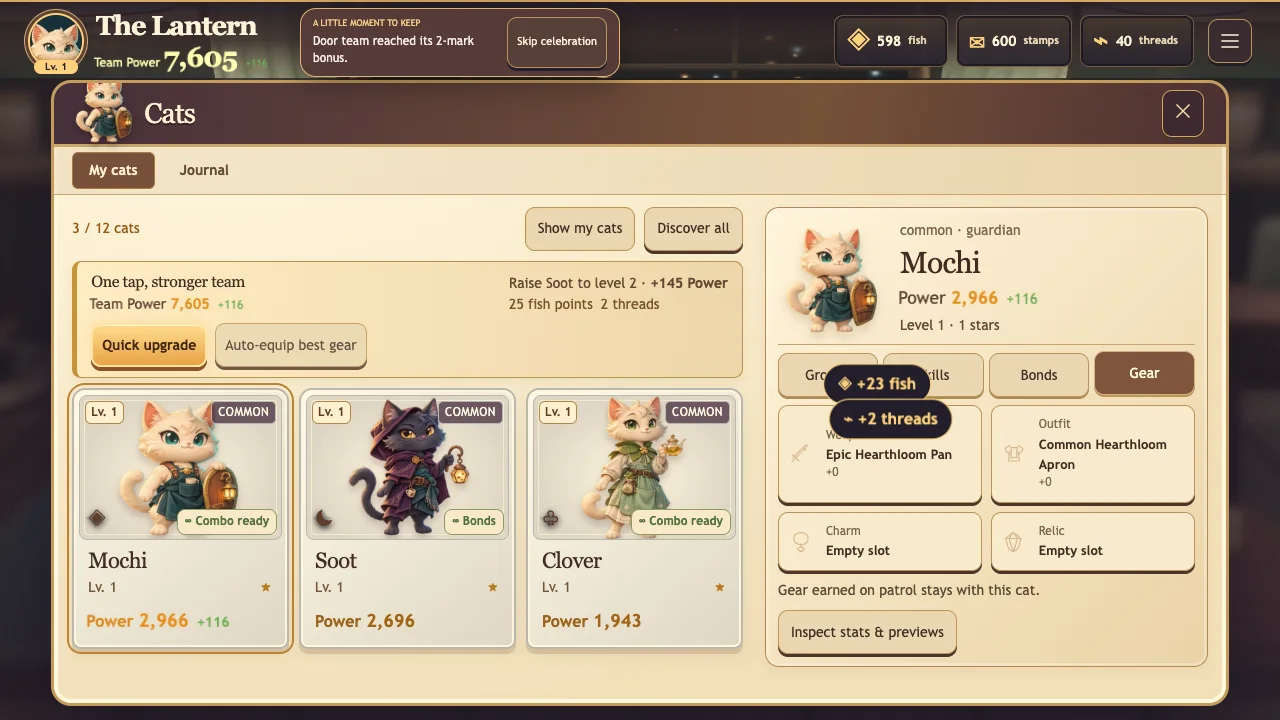 The Lantern
Lv. 1
Team Power 7,605 +116
A LITTLE MOMENT TO KEEP
Door team reached its 2-mark
bonus.
Skip celebration
598 fish
600 stamps
40 threads
Cats
My cats
Journal
3 / 12 cats
Show my cats
Discover all
One tap, stronger team
Team Power 7,605 +116
Raise Soot to level 2 · +145 Power
25 fish points 2 threads
Quick upgrade
Auto-equip best gear
Lv. 1
COMMON
∞ Combo ready
Mochi
Lv. 1
Power 2,966 +116
Lv. 1
COMMON
∞ Bonds
Soot
Lv. 1
Power 2,696
Lv. 1
COMMON
∞ Combo ready
Clover
Lv. 1
Power 1,943
common · guardian
Mochi
Power 2,966 +116
Level 1 · 1 stars
Bonds
Gear
+23 fish
+2 threads
Epic Hearthloom Pan
+0
Outfit
Common Hearthloom
Apron
+0
Charm
Empty slot
Relic
Empty slot
Gear earned on patrol stays with this cat.
Inspect stats & previews